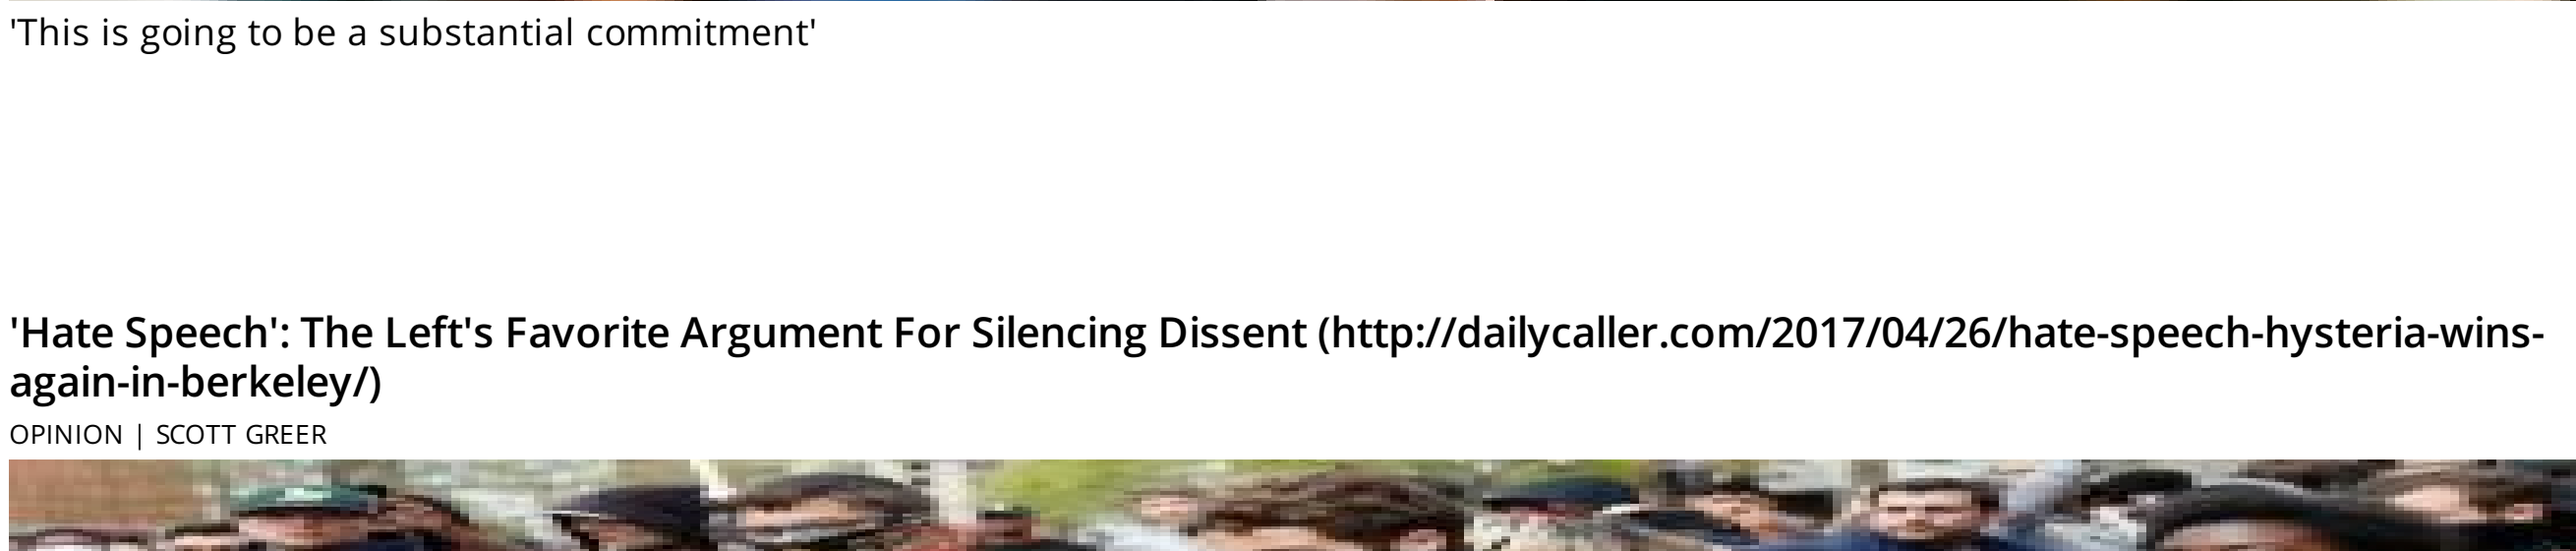 'This is going to be a substantial commitment'
'Hate Speech': The Left's Favorite Argument For Silencing Dissent (http://dailycaller.com/2017/04/26/hate-speech-hysteria-wins-
again-in-berkeley/)
OPINION | SCOTT GREER